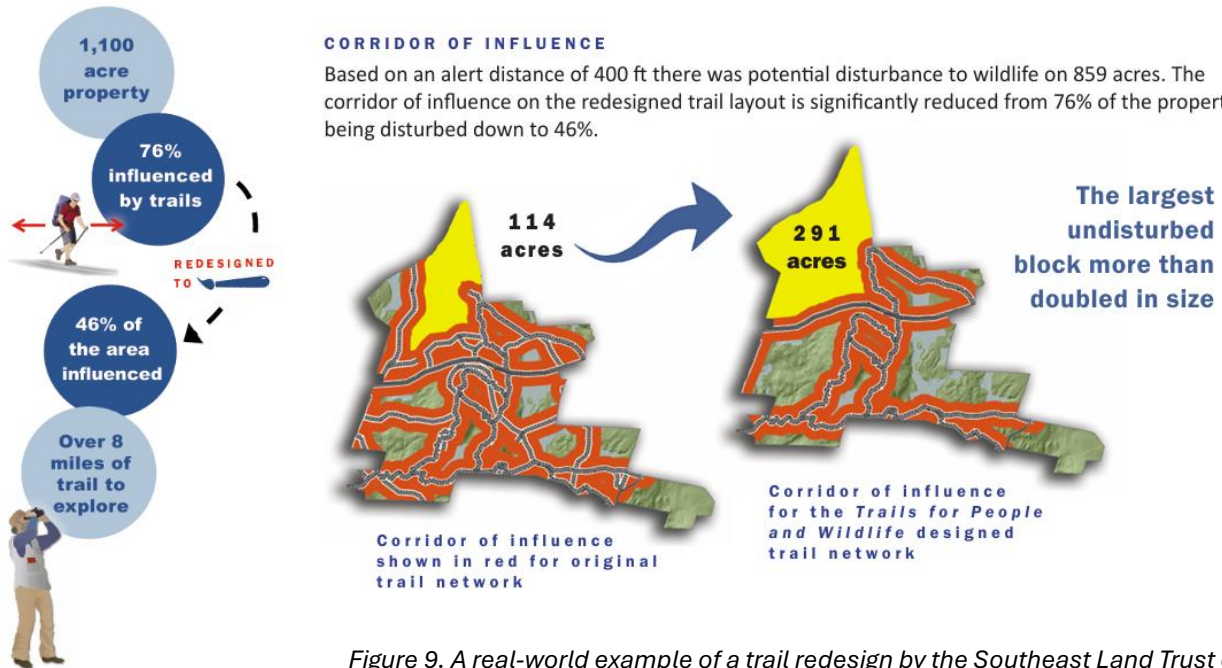 1,100
acre
property
76%
influenced
by trails
REDESIGNED
TO
46% of
the area
influenced
Over 8
miles of
trail to
explore
CORRIDOR OF INFLUENCE
Based on an alert distance of 400 ft there was potential disturbance to wildlife on 859 acres. The
corridor of influence on the redesigned trail layout is significantly reduced from 76% of the propert
being disturbed down to 46%.
114
acres
291
acres
The largest
undisturbed
block more than
doubled in size
Corridor of influence
shown in red for original
trail network
Corridor of influence
for the Trails for People
and Wildlife designed
trail network
Figure 9. A real-world example of a trail redesign by the Southeast Land Trust